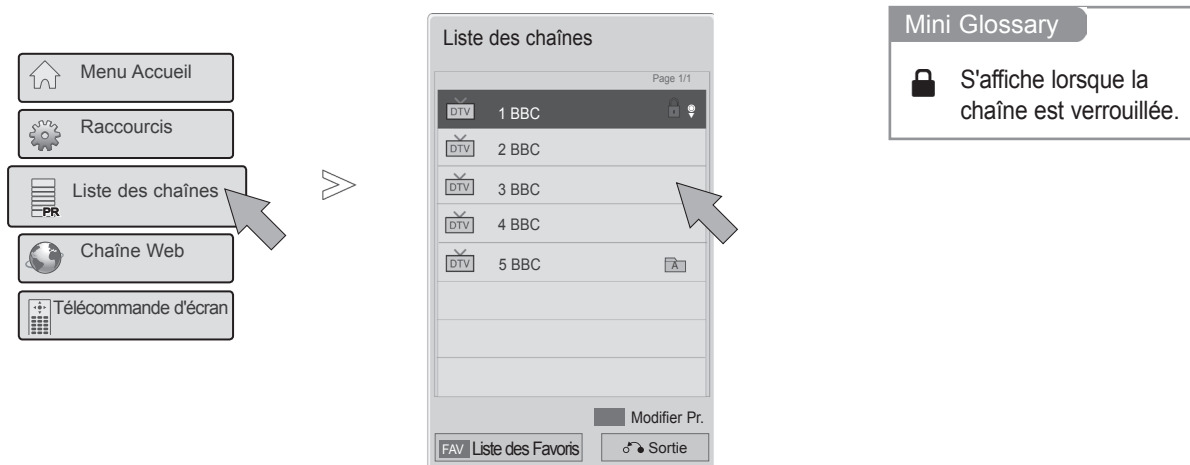 Menu Accueil
Raccourcis
PR
Liste des chaînes
Chaîne Web
Télécommande d'écran
Liste des chaînes
Page 1/1
DTV 1 BBC
DTV 2 BBC
DTV 3 BBC
DTV 4 BBC
DTV 5 BBC A
Modifier Pr.
FAV Liste des Favoris
Sortie
Mini Glossary
S'affiche lorsque la
chaîne est verrouillée.